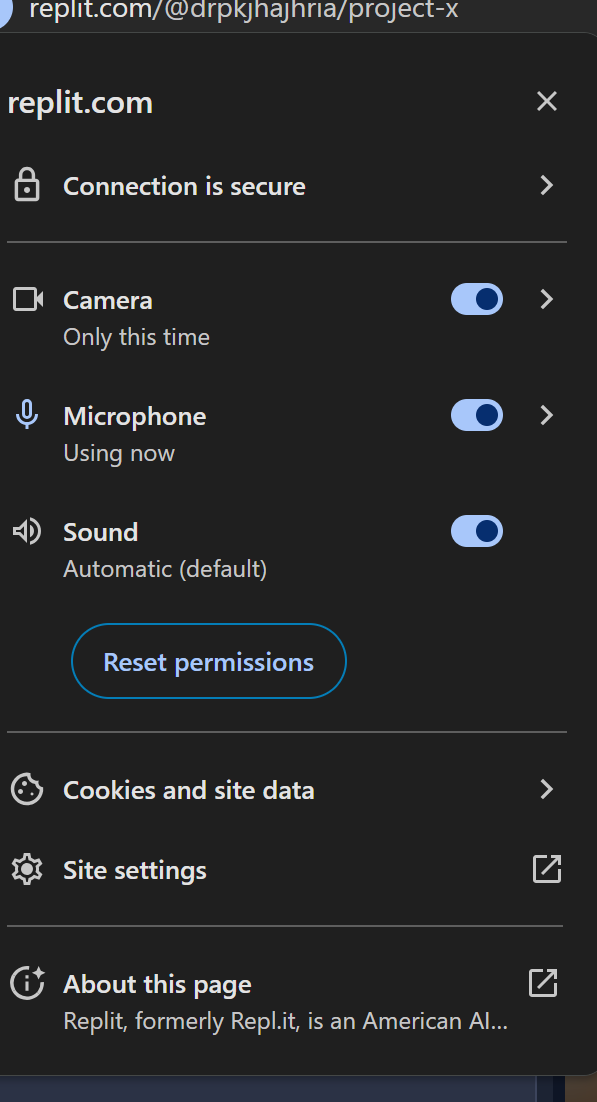 replit.com/@drpkjhajhria/project-x
replit.com
Connection is secure
Camera
Only this time
Microphone
Using now
Sound
Automatic (default)
Reset permissions
Cookies and site data
Site settings
About this page
Replit, formerly Repl.it, is an American AI...